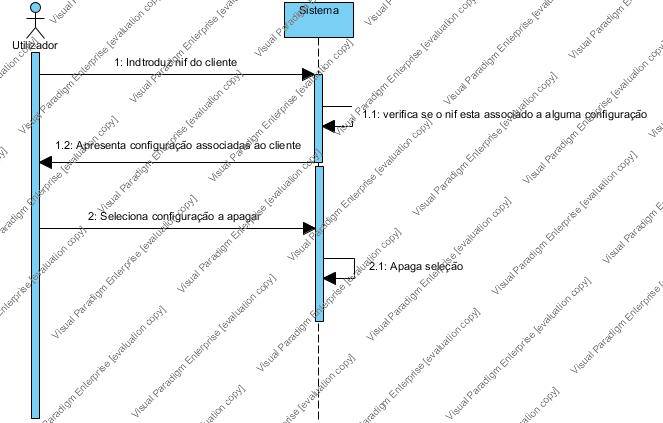 Sistema
Utilizador
1: Indtroduz nif do cliente
1.1: verifica se o nif esta associado a alguma configuração
1.2: Apresenta configuração associadas ao cliente
2: Seleciona configuração a apagar
2.1: Apaga seleção
Visual Paradigm Enterprise [evaluation copy]